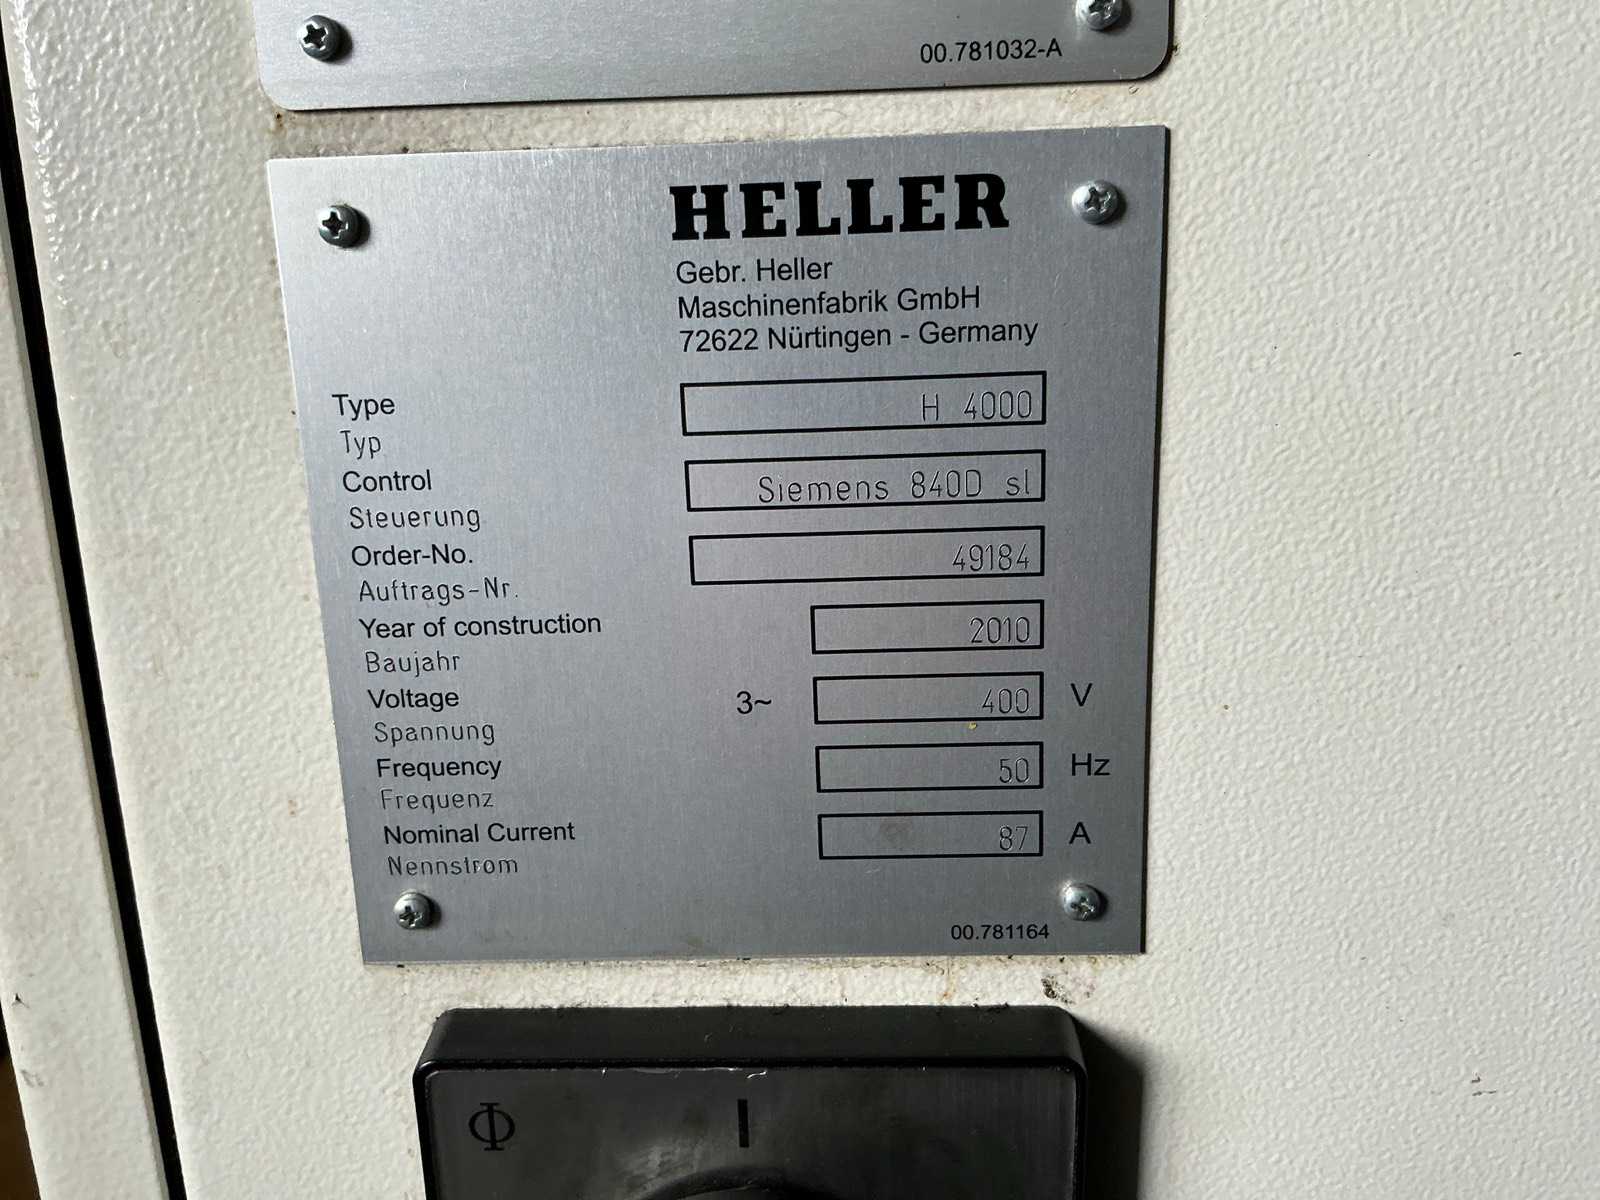 00.781032-A
HELLER
Gebr. Heller
Maschinenfabrik GmbH
72622 Nürtingen - Germany
Type H 4000
Typ
Control Siemens 840D sl
Steuerung
Order-No. 49184
Auftrags-Nr.
Year of construction 2010
Baujahr
Voltage 3~ 400 V
Spannung
Frequency 50 Hz
Frequenz
Nominal Current 87 A
Nennstrom
00.781164
Φ I